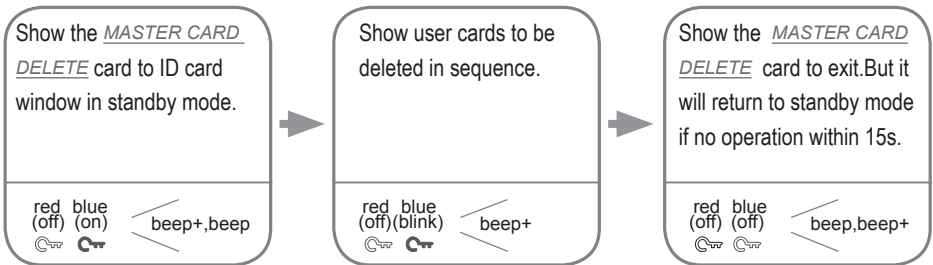 Show the MASTER CARD
DELETE card to ID card
window in standby mode.
red blue
(off) (on)
beep+,beep
Show user cards to be
deleted in sequence.
red blue
(off)(blink)
beep+
Show the MASTER CARD
DELETE card to exit.But it
will return to standby mode
if no operation within 15s.
red blue
(off) (off)
beep,beep+